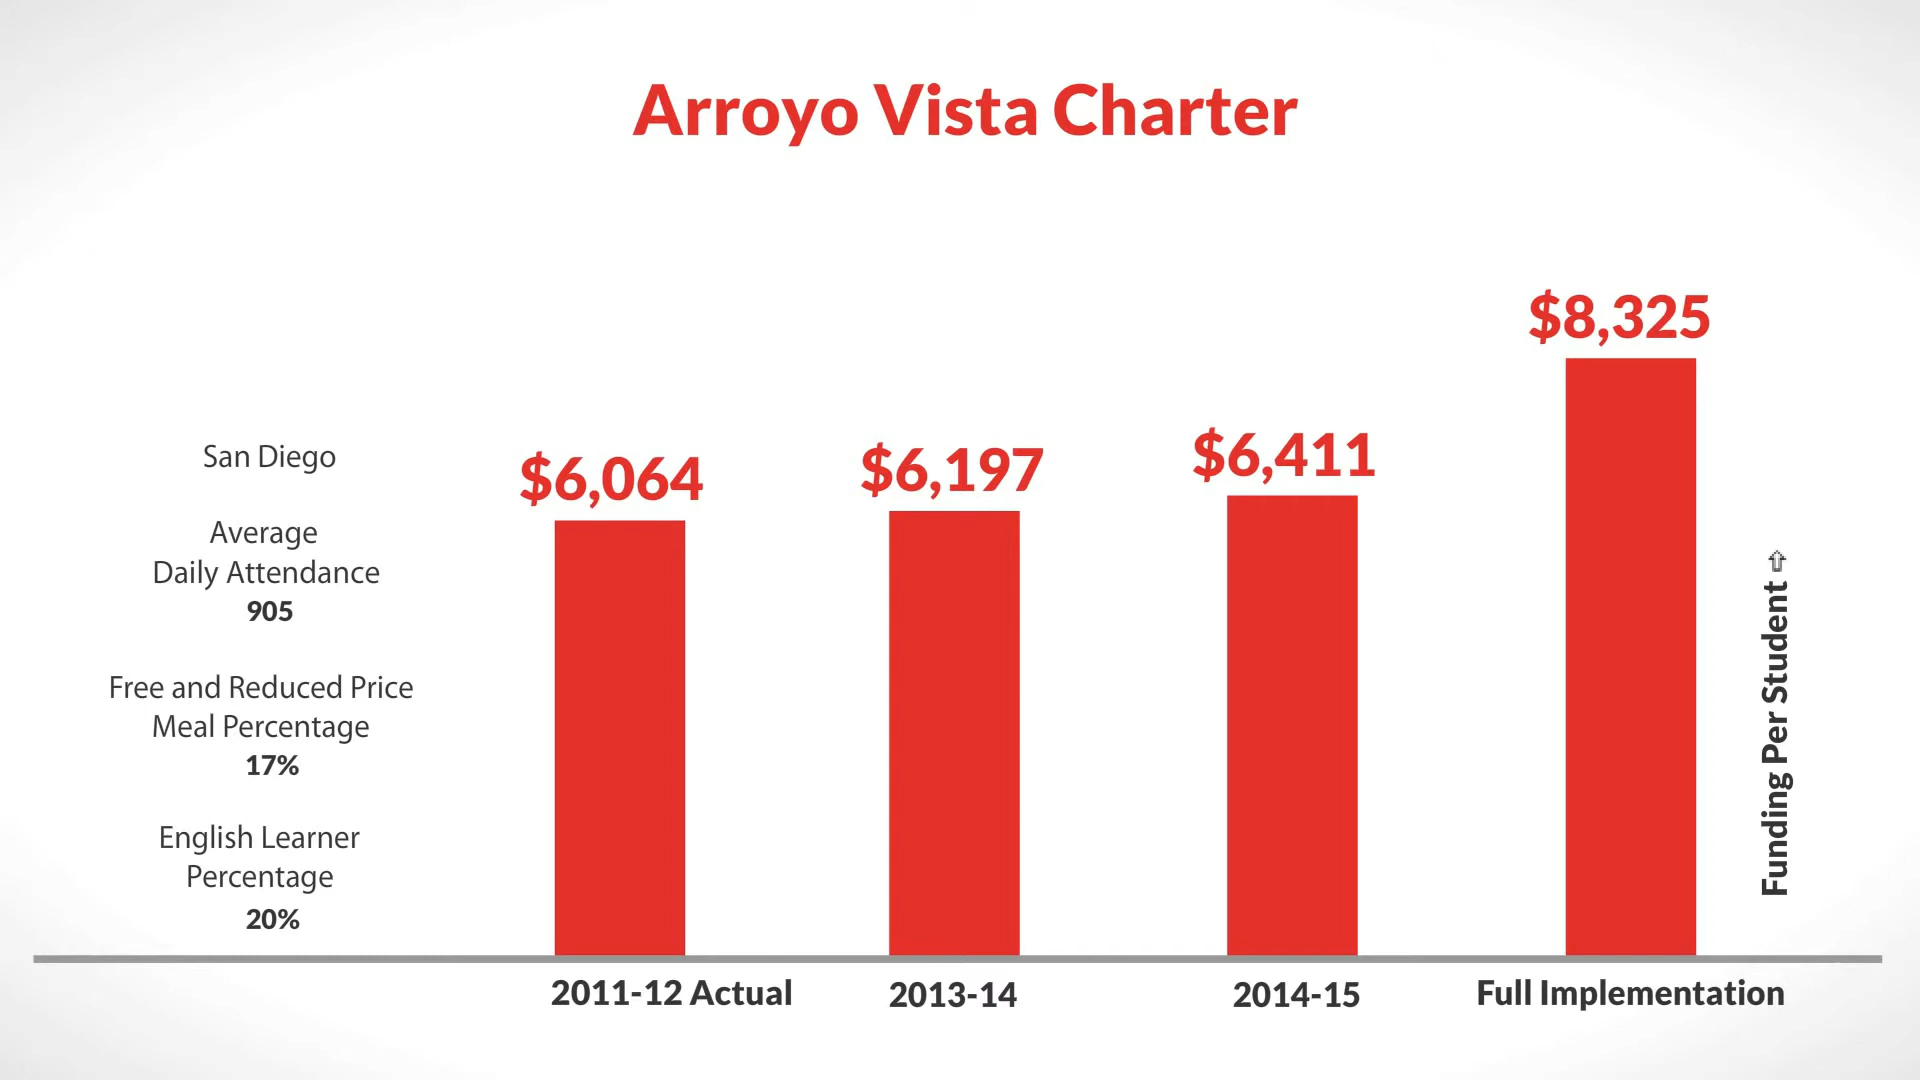 Arroyo Vista Charter
San Diego
Average
Daily Attendance
905
Free and Reduced Price
Meal Percentage
17%
English Learner
Percentage
20%
$6,064
$6,197
$6,411
$8,325
2011-12 Actual
2013-14
2014-15
Full Implementation
Funding Per Student ⇧